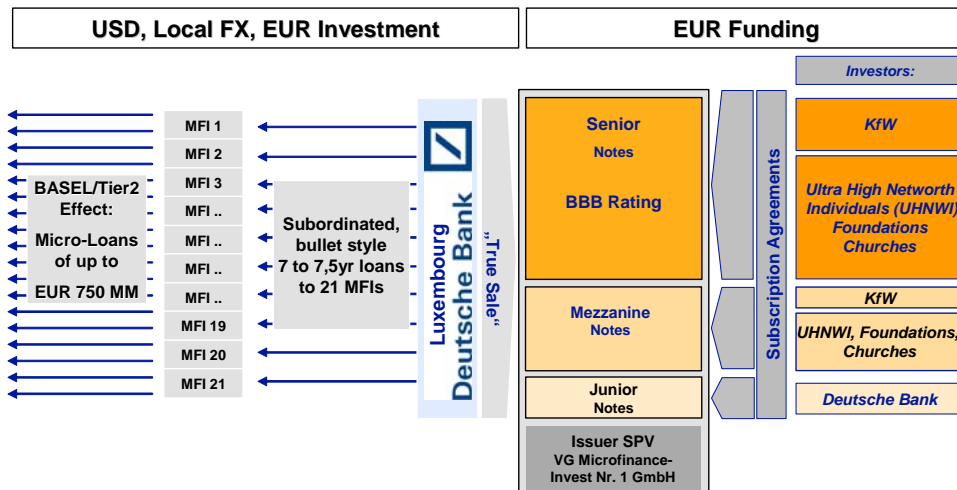 USD, Local FX, EUR Investment
EUR Funding
Investors:
MFI 1
MFI 2
MFI 3
MFI ..
MFI ..
MFI ..
MFI ..
MFI 19
MFI 20
MFI 21
BASEL/Tier2
Effect:
Micro-Loans
of up to
EUR 750 MM
Subordinated,
bullet style
7 to 7,5yr loans
to 21 MFIs
Luxembourg
Deutsche Bank
„True Sale“
Senior
Notes
BBB Rating
Mezzanine
Notes
Junior
Notes
Issuer SPV
VG Microfinance-
Invest Nr. 1 GmbH
Subscription Agreements
KfW
Ultra High Networth
Individuals (UHNWI)
Foundations
Churches
KfW
UHNWI, Foundations,
Churches
Deutsche Bank